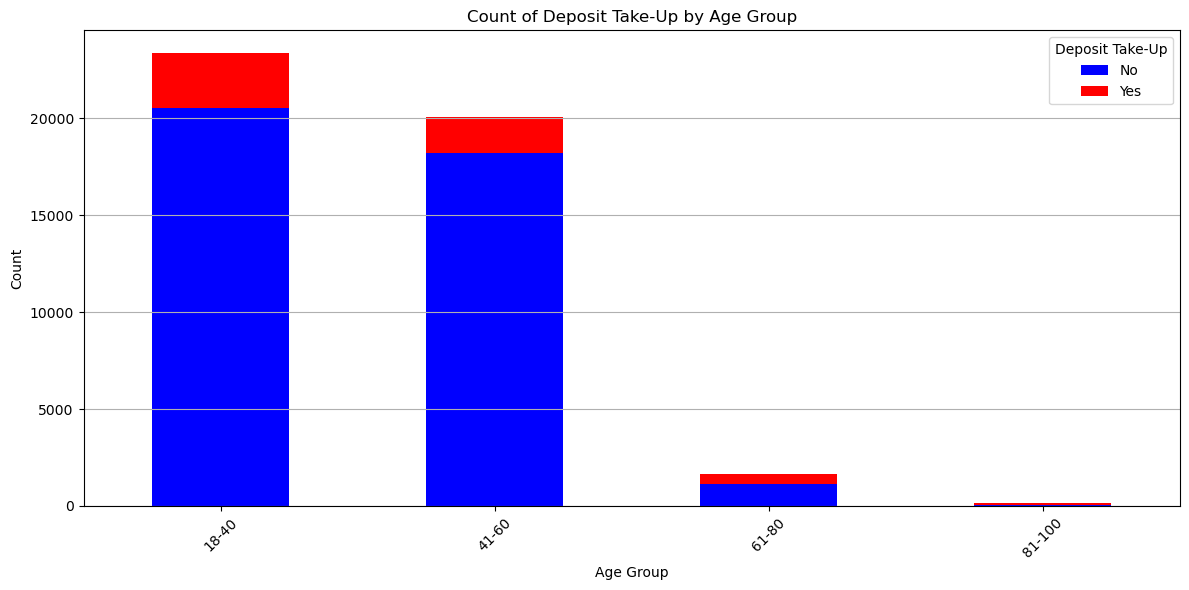 Count of Deposit Take-Up by Age Group
Deposit Take-Up
No
Yes
Count
20000
15000
10000
5000
0
18-40
41-60
61-80
81-100
Age Group